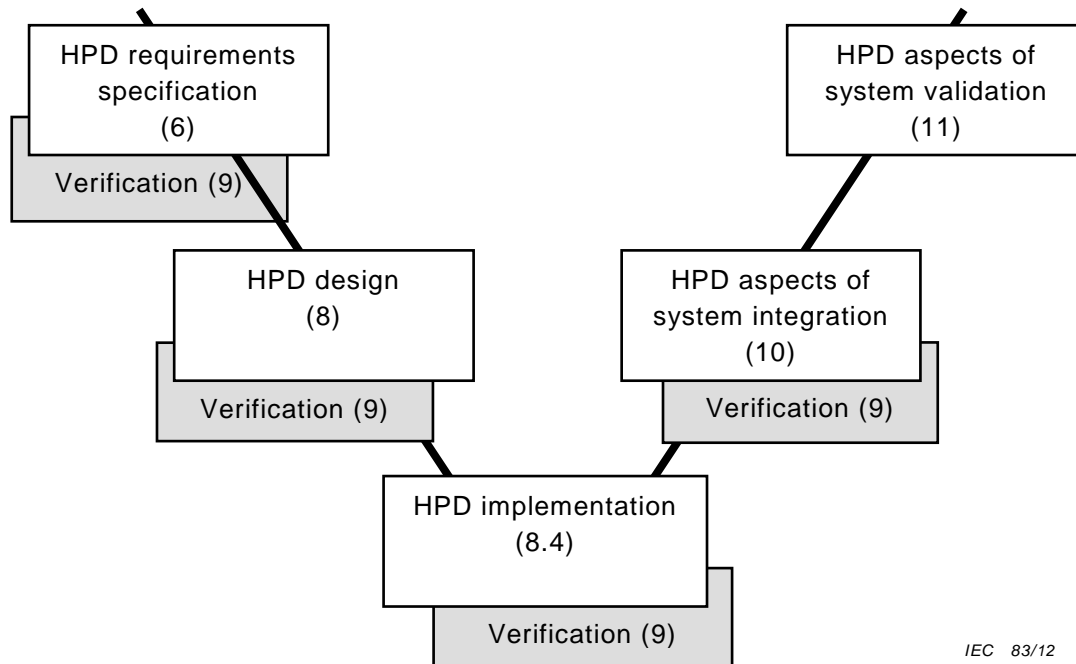 HPD requirements
specification
(6)
Verification (9)
HPD aspects of
system validation
(11)
HPD design
(8)
Verification (9)
HPD aspects of
system integration
(10)
Verification (9)
HPD implementation
(8.4)
Verification (9)
IEC 83/12